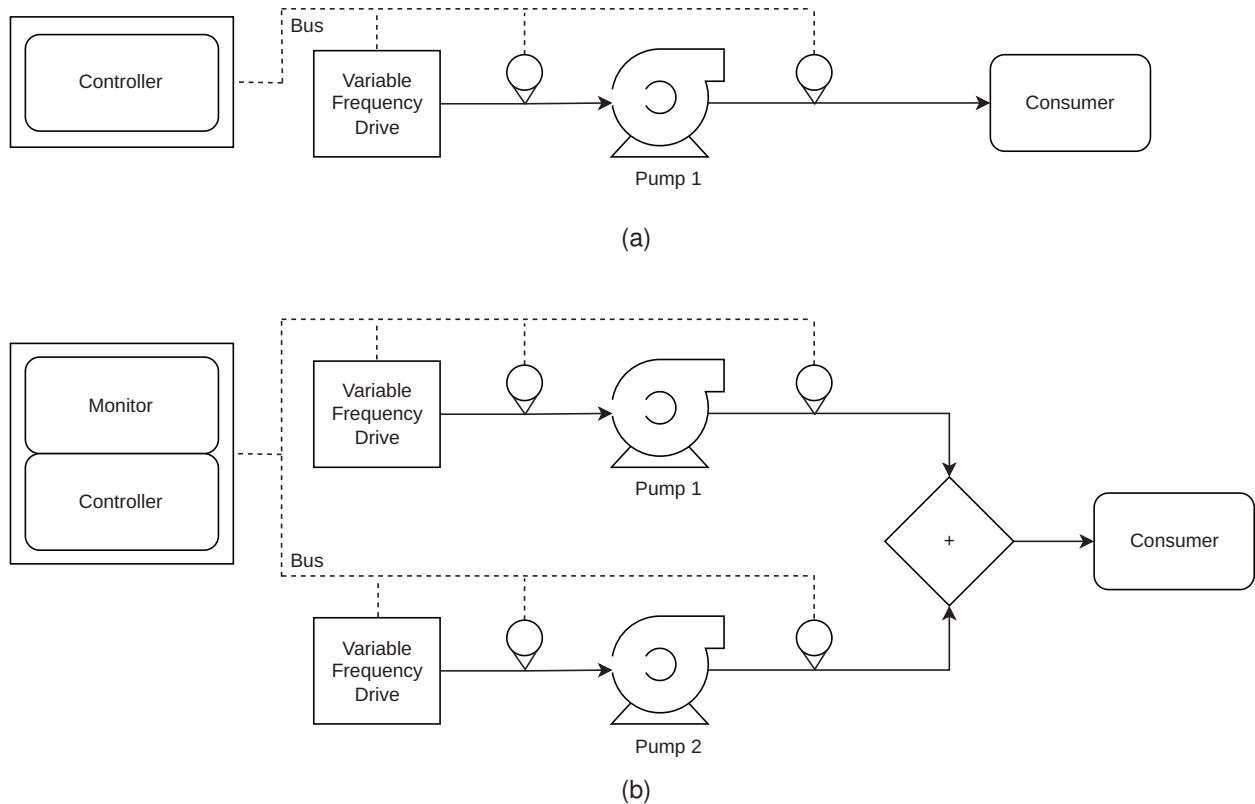 Bus
Controller
Variable
Frequency
Drive
Consumer
Pump 1
(a)
Monitor
Controller
Variable
Frequency
Drive
Pump 1
+
Consumer
Bus
Variable
Frequency
Drive
Pump 2
(b)